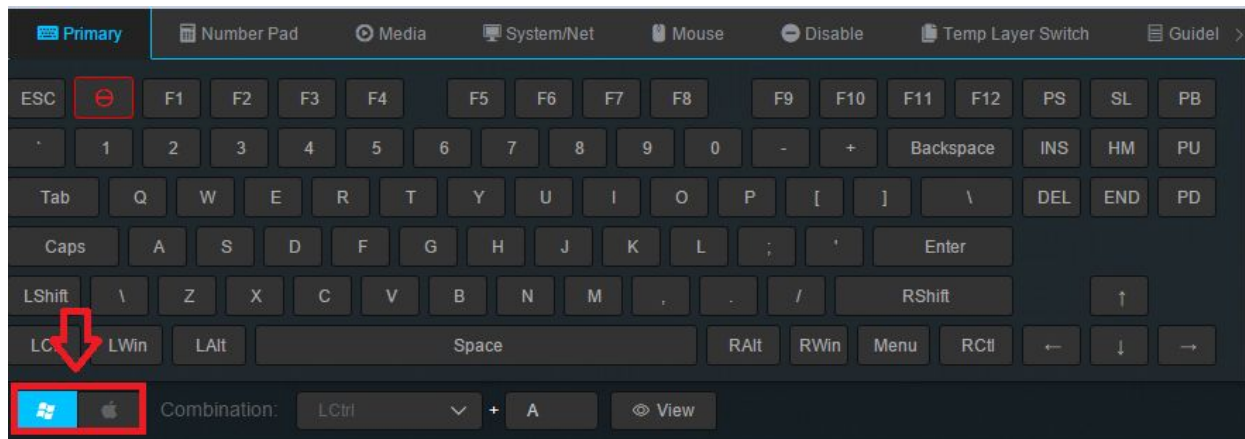 Primary Number Pad Media System/Net Mouse Disable Temp Layer Switch Guidel >
ESC F1 F2 F3 F4 F5 F6 F7 F8 F9 F10 F11 F12 PS SL PB
` 1 2 3 4 5 6 7 8 9 0 - + Backspace INS HM PU
Tab Q W E R T Y U I O P [ ] \ DEL END PD
Caps A S D F G H J K L ; ' Enter
LShift \ Z X C V B N M , . / RShift ↑
LWin LAlt Space RAlt RWin Menu RCtl ← ↓ →
Combination: LCtrl + A View